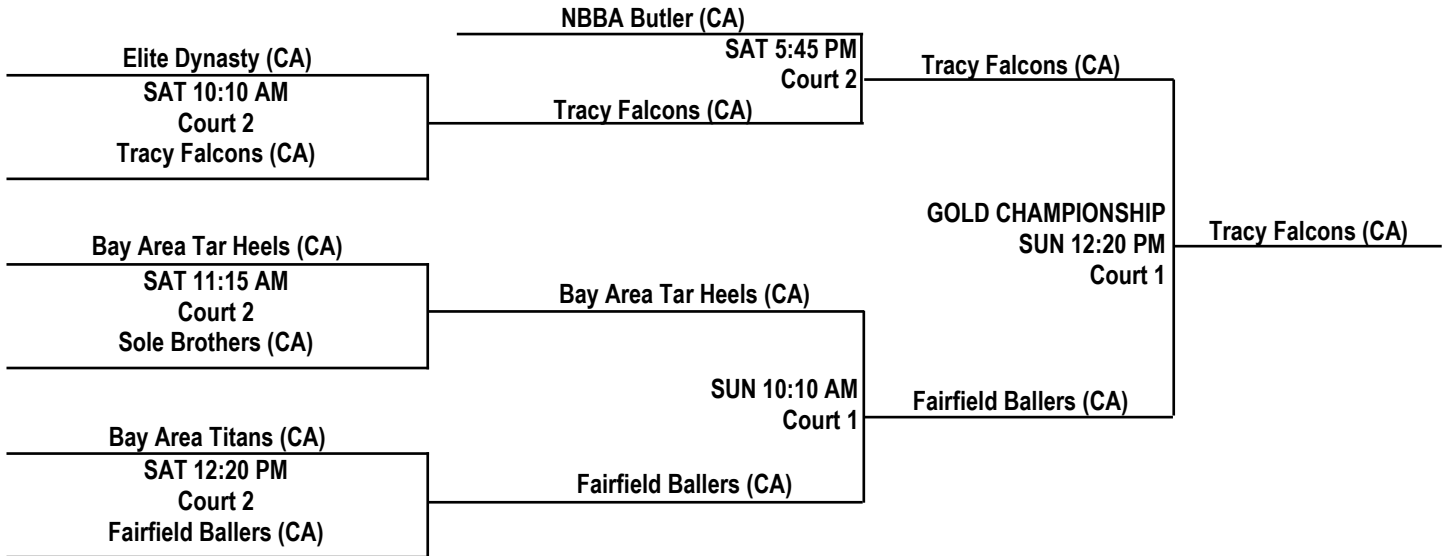 NBBA Butler (CA)
Elite Dynasty (CA)
SAT 5:45 PM
Court 2
Tracy Falcons (CA)
SAT 10:10 AM
Court 2
Tracy Falcons (CA)
Tracy Falcons (CA)
GOLD CHAMPIONSHIP
SUN 12:20 PM
Court 1
Tracy Falcons (CA)
Bay Area Tar Heels (CA)
SAT 11:15 AM
Court 2
Sole Brothers (CA)
Bay Area Tar Heels (CA)
SUN 10:10 AM
Court 1
Fairfield Ballers (CA)
Bay Area Titans (CA)
SAT 12:20 PM
Court 2
Fairfield Ballers (CA)
Fairfield Ballers (CA)